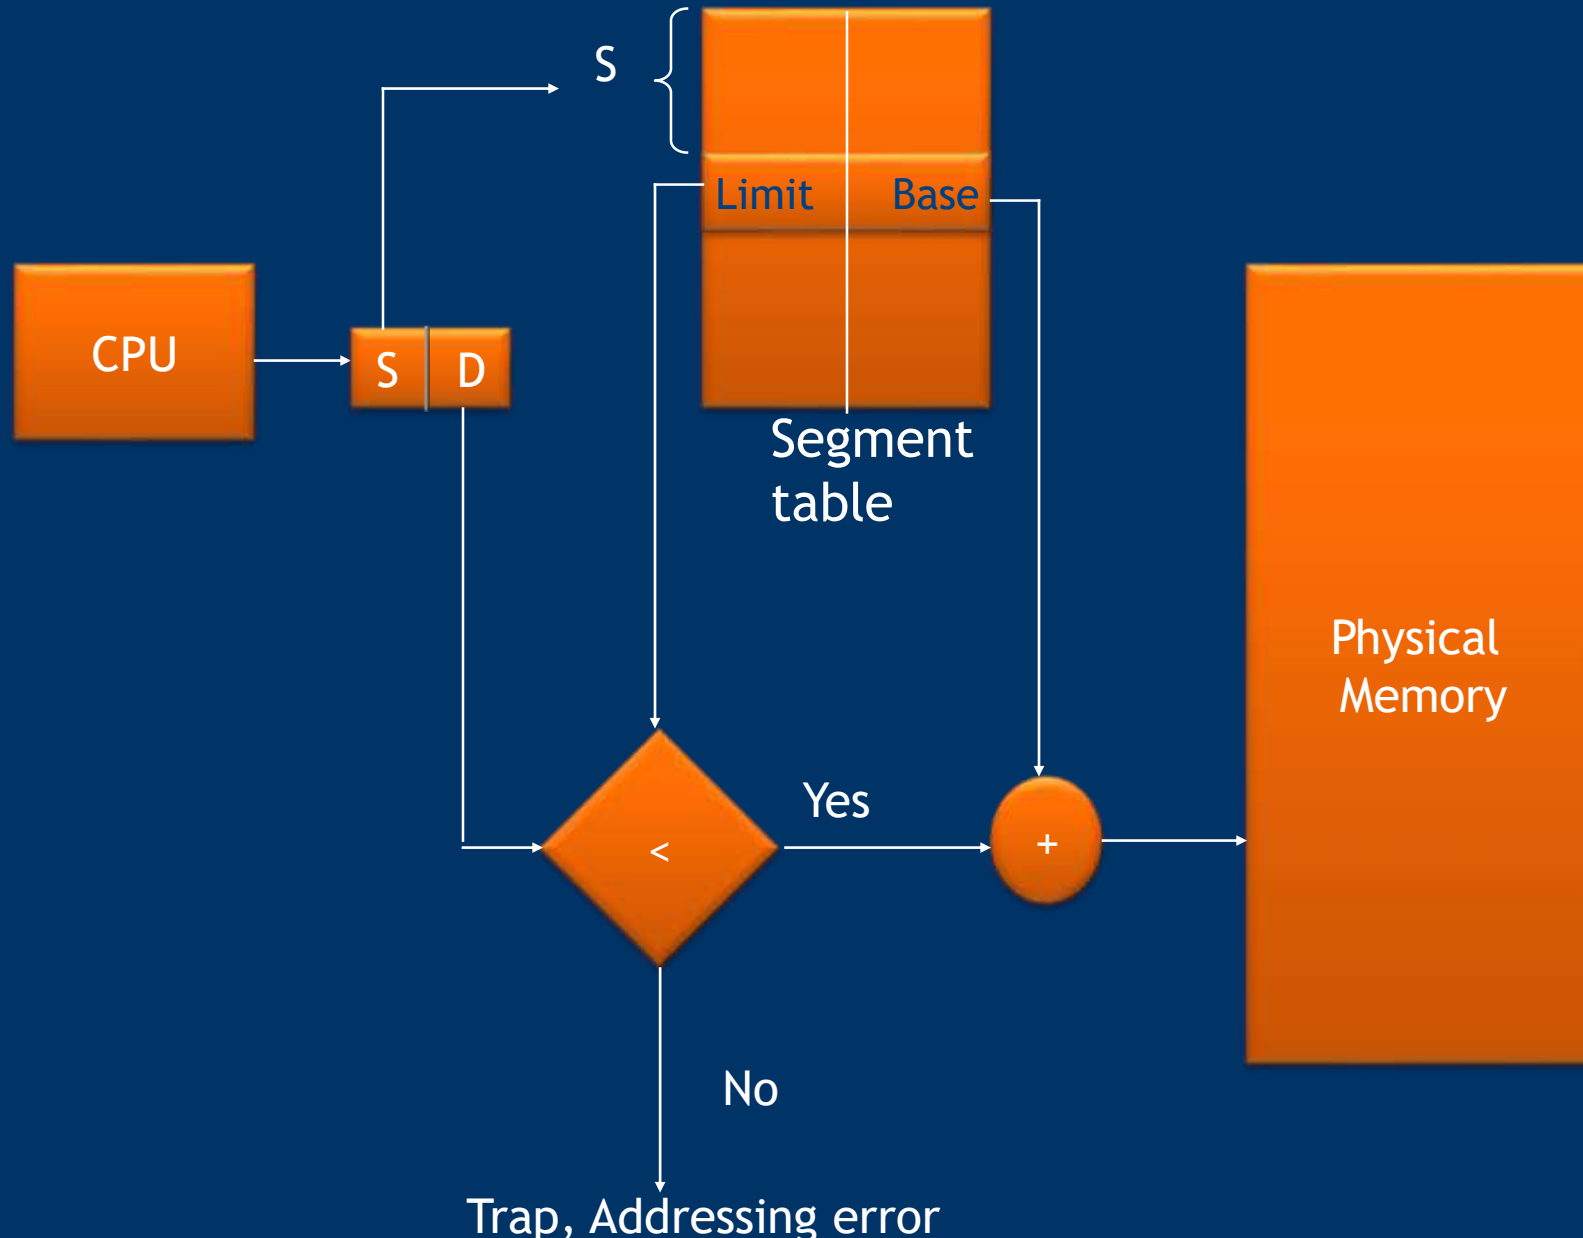 S
Limit Base
CPU
S D
Segment
table
Physical
Memory
Yes
<
+
No
Trap, Addressing error